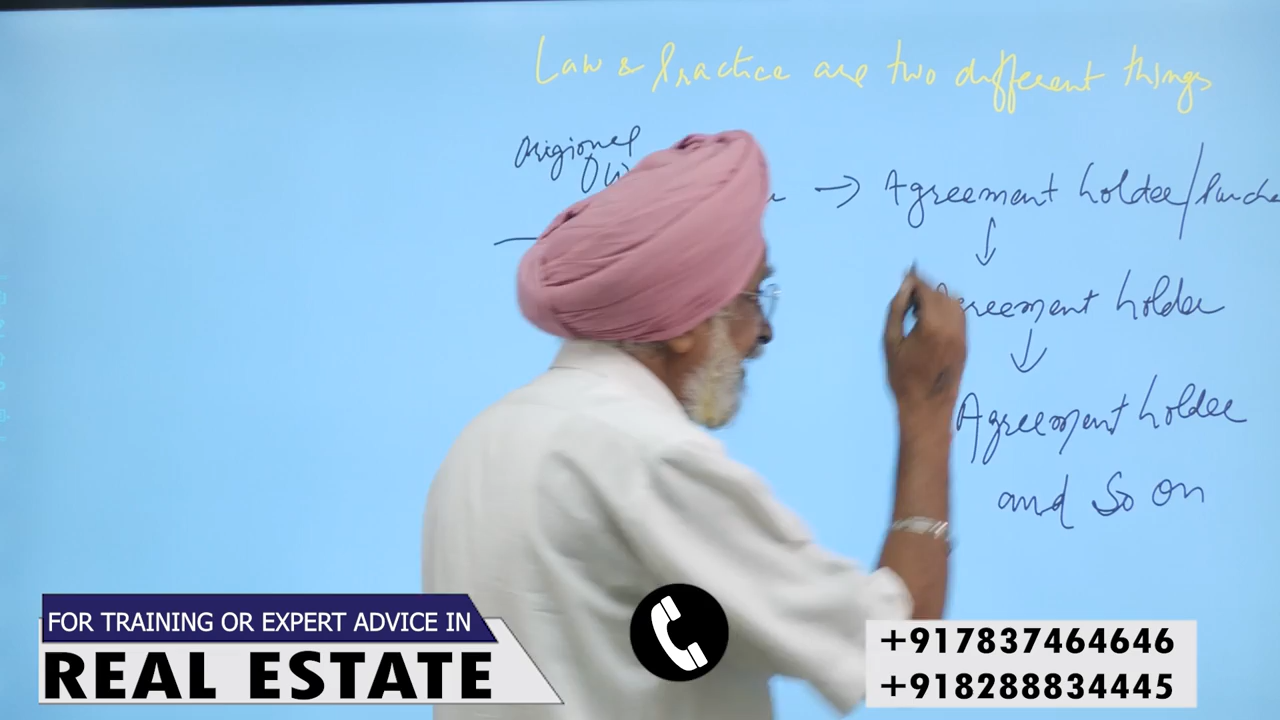 Law & Practice are two different things
Origional
→ Agreement holder/Purcha
↓
Agreement holder
↓
Agreement holder
and So on
FOR TRAINING OR EXPERT ADVICE IN
REAL ESTATE
+917837464646
+918288834445